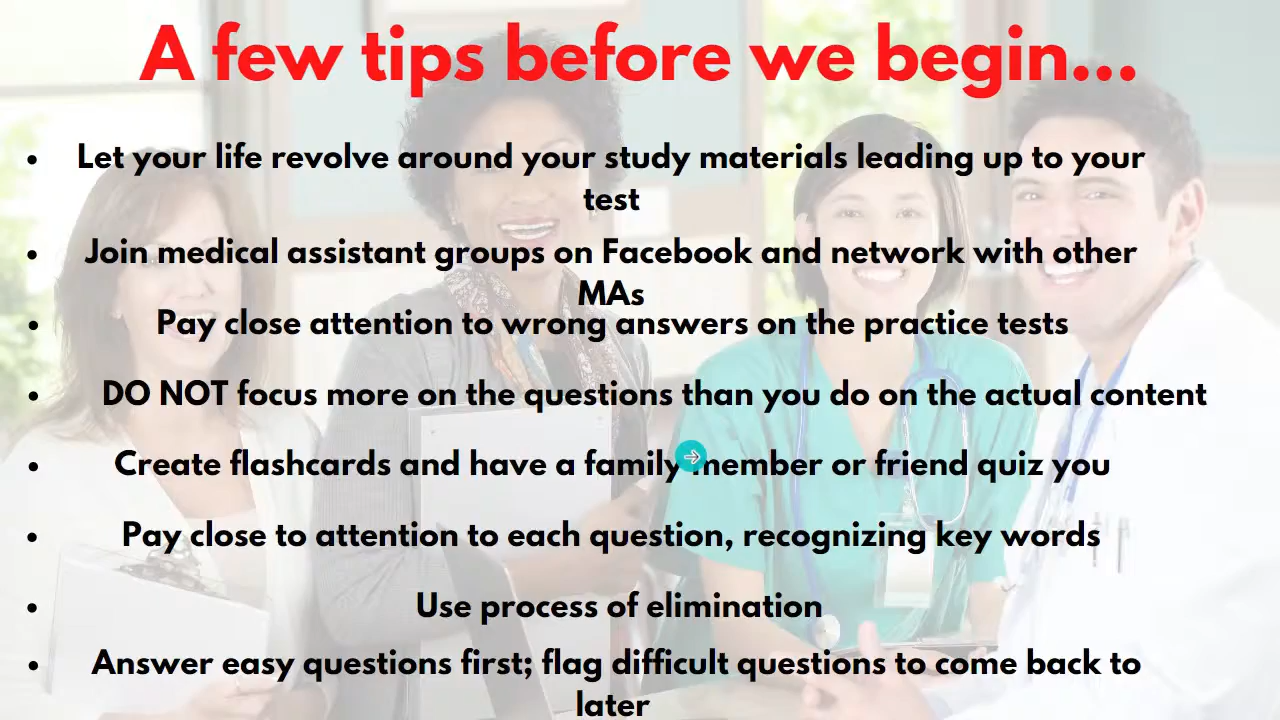 A few tips before we begin...
• Let your life revolve around your study materials leading up to your
test
• Join medical assistant groups on Facebook and network with other
MAs
• Pay close attention to wrong answers on the practice tests
• DO NOT focus more on the questions than you do on the actual content
• Create flashcards and have a family member or friend quiz you
• Pay close to attention to each question, recognizing key words
• Use process of elimination
• Answer easy questions first; flag difficult questions to come back to
later